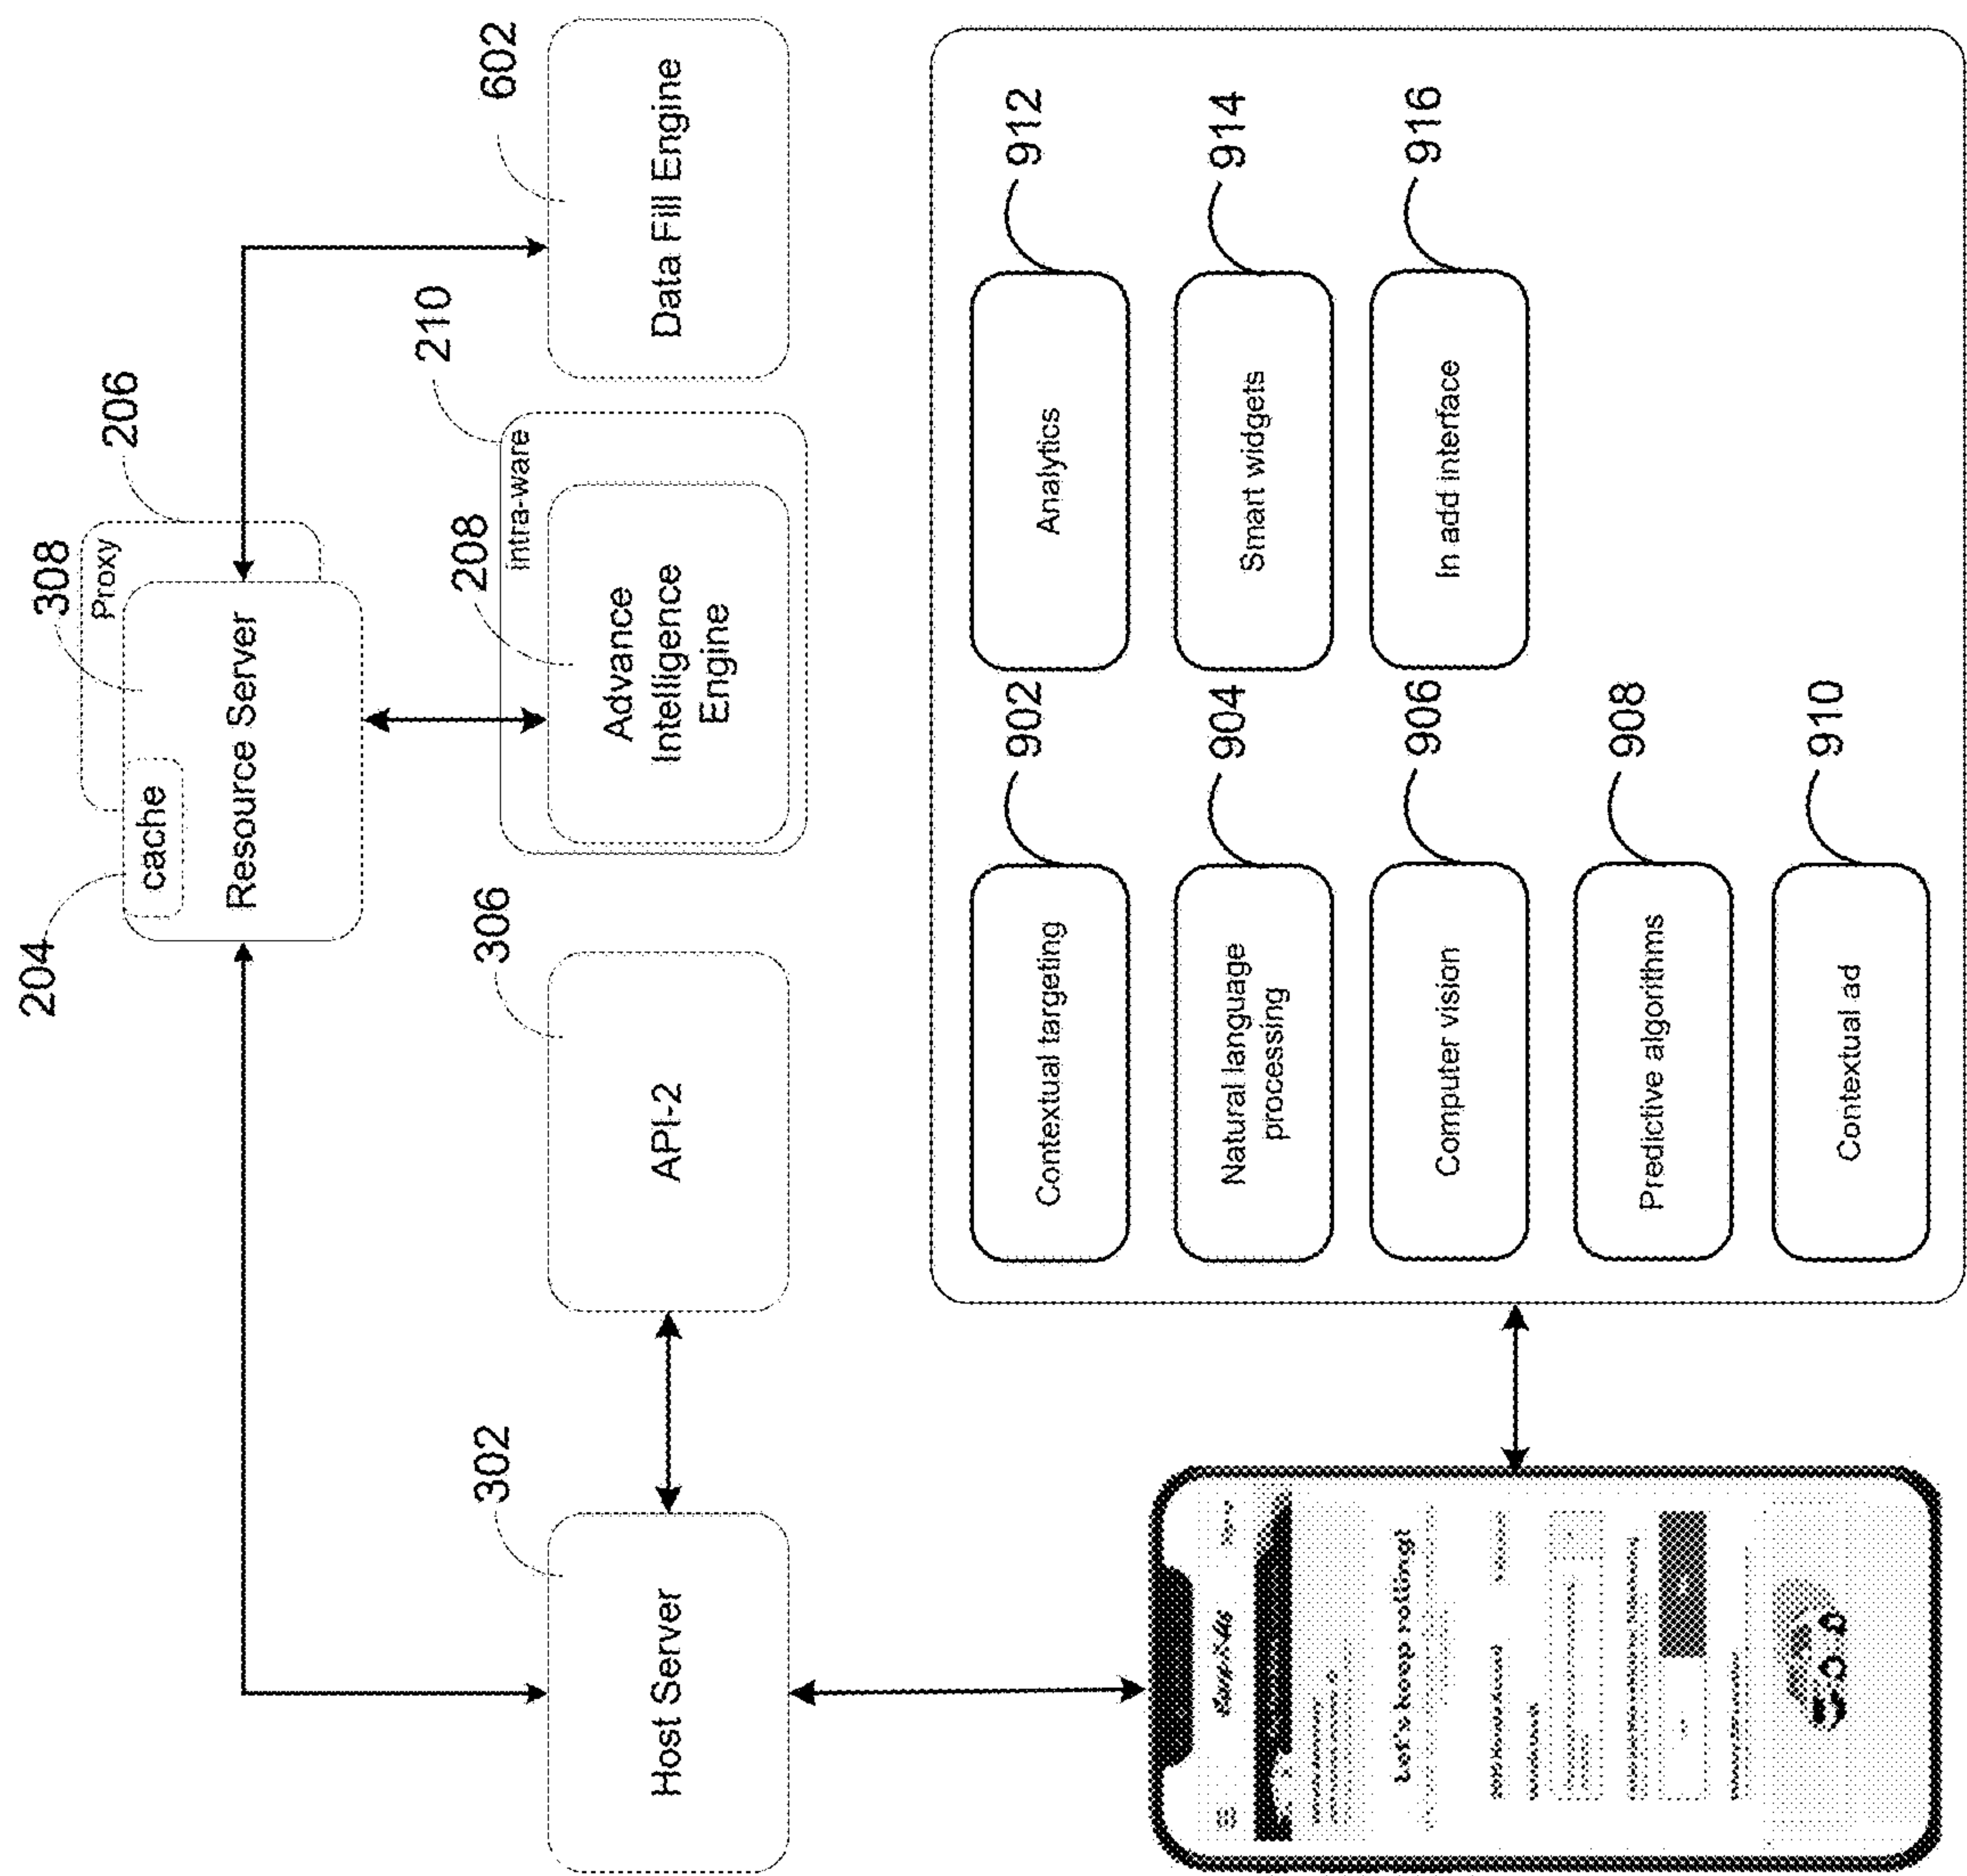 204
cache
308
Proxy
206
Resource Server
302
Host Server
306
API-2
210
Intra-ware
208
Advance
Intelligence
Engine
602
Data Fill Engine
Let's keep rolling!
902
Contextual targeting
912
Analytics
904
Natural language
processing
914
Smart widgets
906
Computer vision
916
In add interface
908
Predictive algorithms
910
Contextual ad